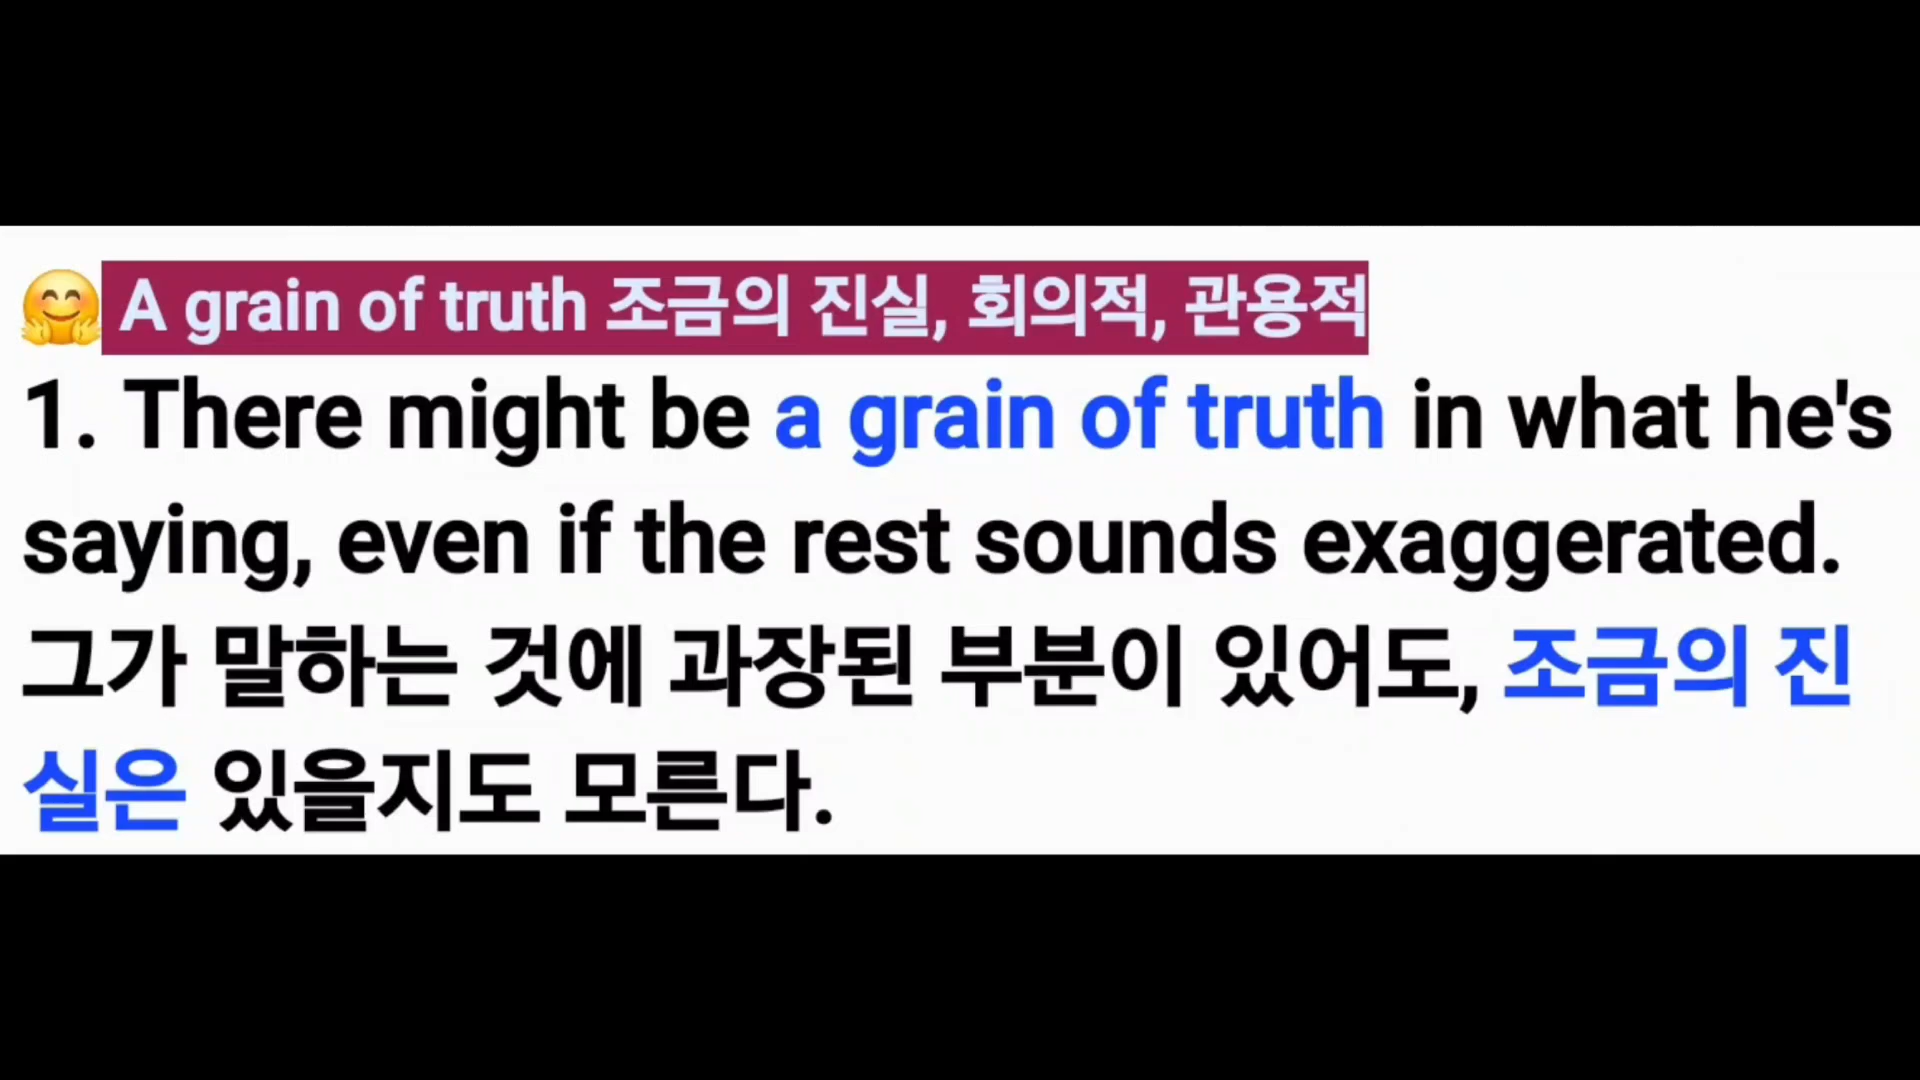 🤗 A grain of truth 조금의 진실, 회의적, 관용적
1. There might be a grain of truth in what he's
saying, even if the rest sounds exaggerated.
그가 말하는 것에 과장된 부분이 있어도, 조금의 진
실은 있을지도 모른다.